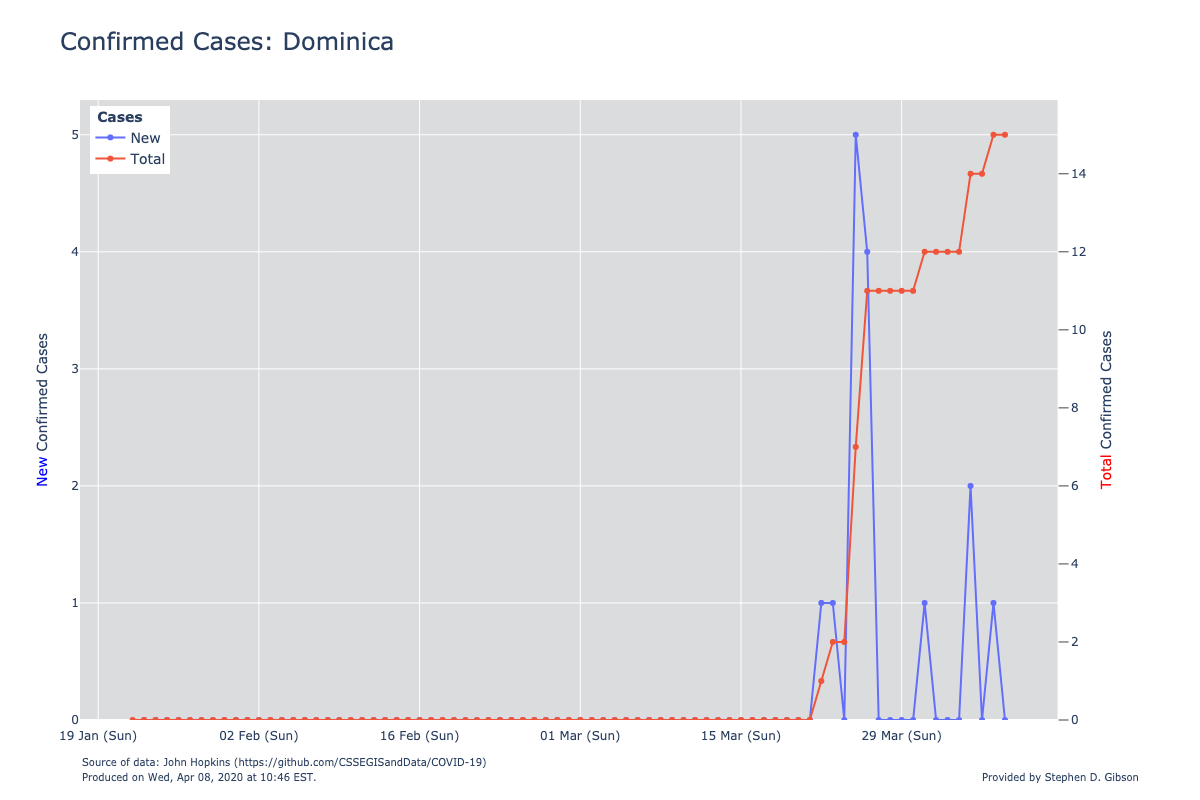 Confirmed Cases: Dominica
Cases
New
Total
5
4
3
2
1
0
New Confirmed Cases
14
12
10
8
6
4
2
0
Total Confirmed Cases
19 Jan (Sun)
02 Feb (Sun)
16 Feb (Sun)
01 Mar (Sun)
15 Mar (Sun)
29 Mar (Sun)
Source of data: John Hopkins (https://github.com/CSSEGISandData/COVID-19)
Produced on Wed, Apr 08, 2020 at 10:46 EST.
Provided by Stephen D. Gibson